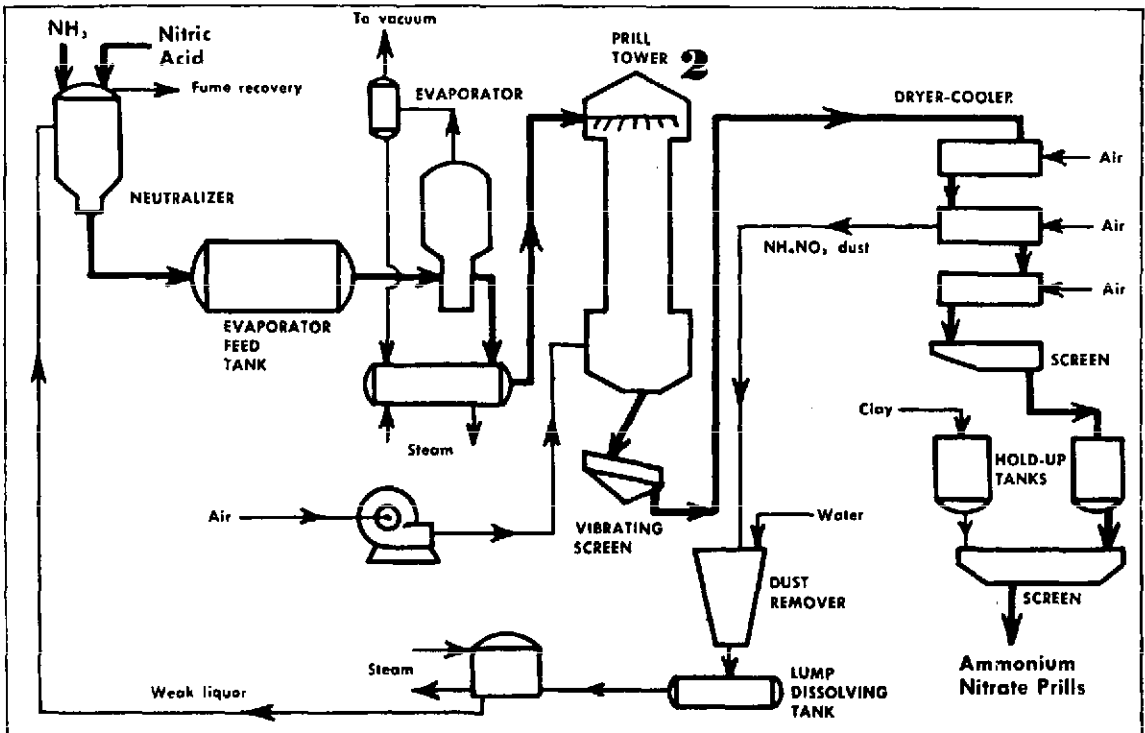 NH₃
Nitric
Acid
Fume recovery
NEUTRALIZER
To vacuum
EVAPORATOR
EVAPORATOR
FEED
TANK
Steam
PRILL
TOWER 2
DRYER-COOLER
Air
Air
Air
NH₄NO₃ dust
SCREEN
Clay
HOLD-UP
TANKS
Air
VIBRATING
SCREEN
Water
DUST
REMOVER
SCREEN
Ammonium
Nitrate Prills
LUMP
DISSOLVING
TANK
Steam
Weak liquor